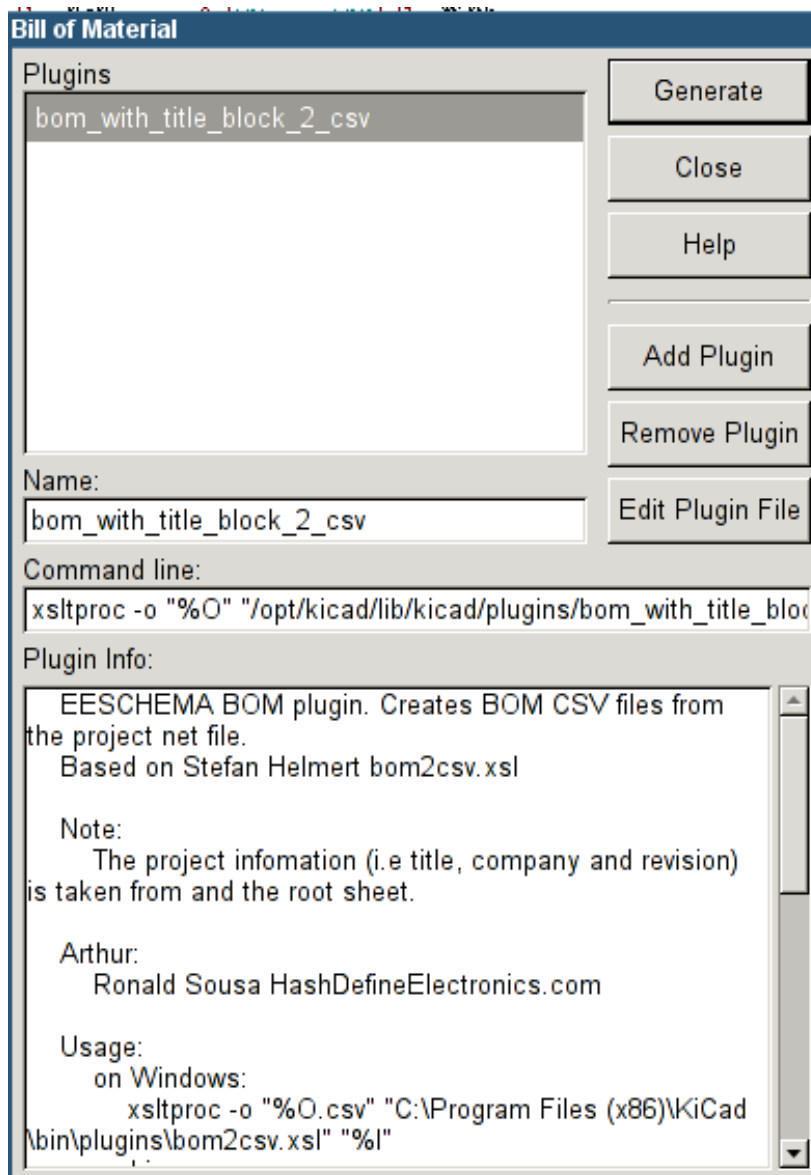 Bill of Material
Plugins
bom_with_title_block_2_csv
Generate
Close
Help
Add Plugin
Remove Plugin
Edit Plugin File
Name:
bom_with_title_block_2_csv
Command line:
xsltproc -o "%O" "/opt/kicad/lib/kicad/plugins/bom_with_title_bloc
Plugin Info:
EESCHEMA BOM plugin. Creates BOM CSV files from
the project net file.
Based on Stefan Helmert bom2csv.xsl
Note:
The project infomation (i.e title, company and revision)
is taken from and the root sheet.
Arthur:
Ronald Sousa HashDefineElectronics.com
Usage:
on Windows:
xsltproc -o "%O.csv" "C:\Program Files (x86)\KiCad
\bin\plugins\bom2csv.xsl" "%I"